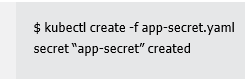 $ kubectl create -f app-secret.yaml
secret “app-secret” created